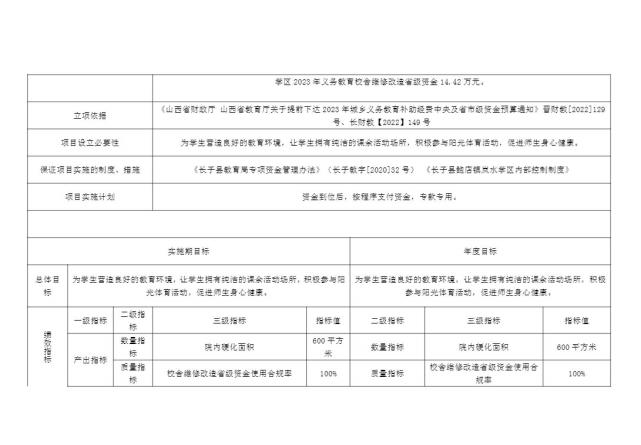 学区 2023 年义务教育校舍维修改造省级资金 14.42 万元。
立项依据
《山西省财政厅 山西省教育厅关于提前下达 2023 年城乡义务教育补助经费中央及省市级资金预算通知》晋财教[2022]129
号、长财教【2022】149 号
项目设立必要性
为学生营造良好的教育环境，让学生拥有纯洁的课余活动场所，积极参与阳光体育活动，促进师生身心健康。
保证项目实施的制度、措施
《长子县教育局专项资金管理办法》（长子教字[2020]32 号） 《长子县鲍店镇岚水学区内部控制制度》
项目实施计划
资金到位后，按程序支付资金，专款专用。
实施期目标
年度目标
总体目
标
为学生营造良好的教育环境，让学生拥有纯洁的课余活动场所，积极参与阳
光体育活动，促进师生身心健康。
为学生营造良好的教育环境，让学生拥有纯洁的课余活动场所，积极
参与阳光体育活动，促进师生身心健康。
绩
效
指
标
一级指标
二级指
标
三级指标
指标值
二级指标
三级指标
指标值
产出指标
数量指
标
院内硬化面积
600 平方
米
数量指标
院内硬化面积
600 平方米
质量指
标
校舍维修改造省级资金使用合规率
100%
质量指标
校舍维修改造省级资金使用合
规率
100%